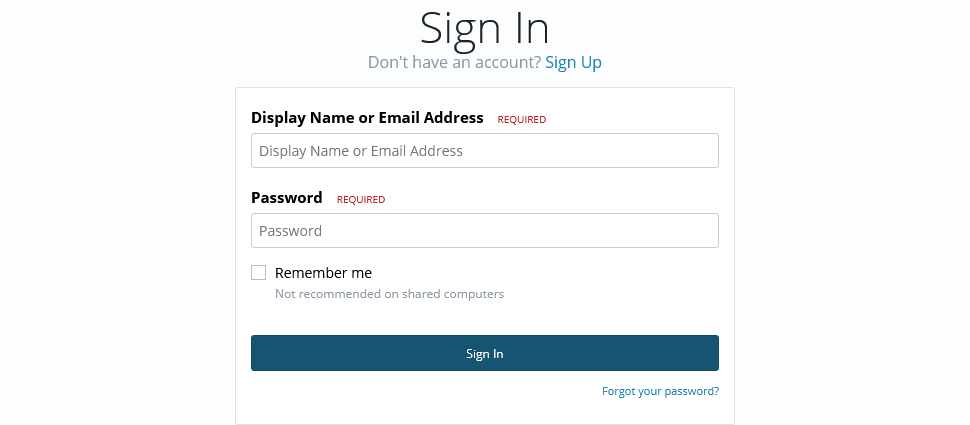 Sign In
Don't have an account? Sign Up
Display Name or Email Address REQUIRED
Display Name or Email Address
Password REQUIRED
Password
Remember me
Not recommended on shared computers
Sign In
Forgot your password?